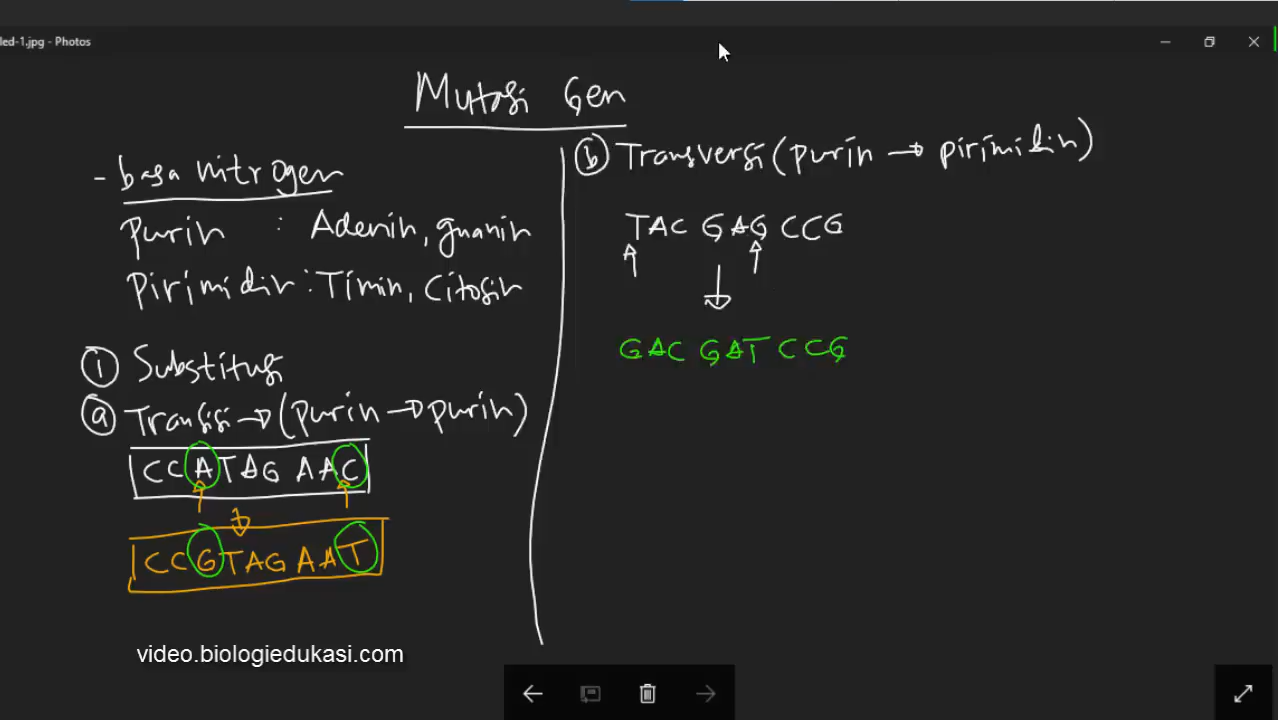 led-1.jpg - Photos
Mutasi Gen
- basa nitrogen
Purin : Adenin, guanin
Pirimidin : Timin, Citosin
1 Substitusi
a Transisi → (purin → purin)
CCATAG AAC
CCGTAG AAT
b Transversi (purin → pirimidin)
TAC GAG CCG
GAC GAT CCG
video.biologiedukasi.com